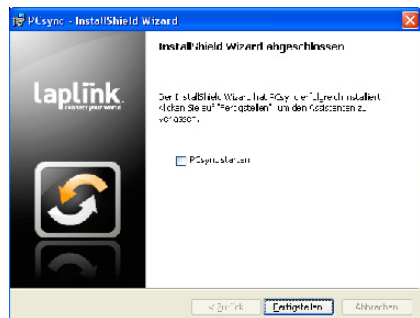 PCsync - InstallShield Wizard
InstallShield Wizard abgeschlossen
laplink.
connect your world
Der InstallShield Wizard hat PCsync erfolgreich installiert.
Klicken Sie auf "Fertigstellen", um den Assistenten zu
verlassen.
PCsync starten
< Zurück
Fertigstellen
Abbrechen